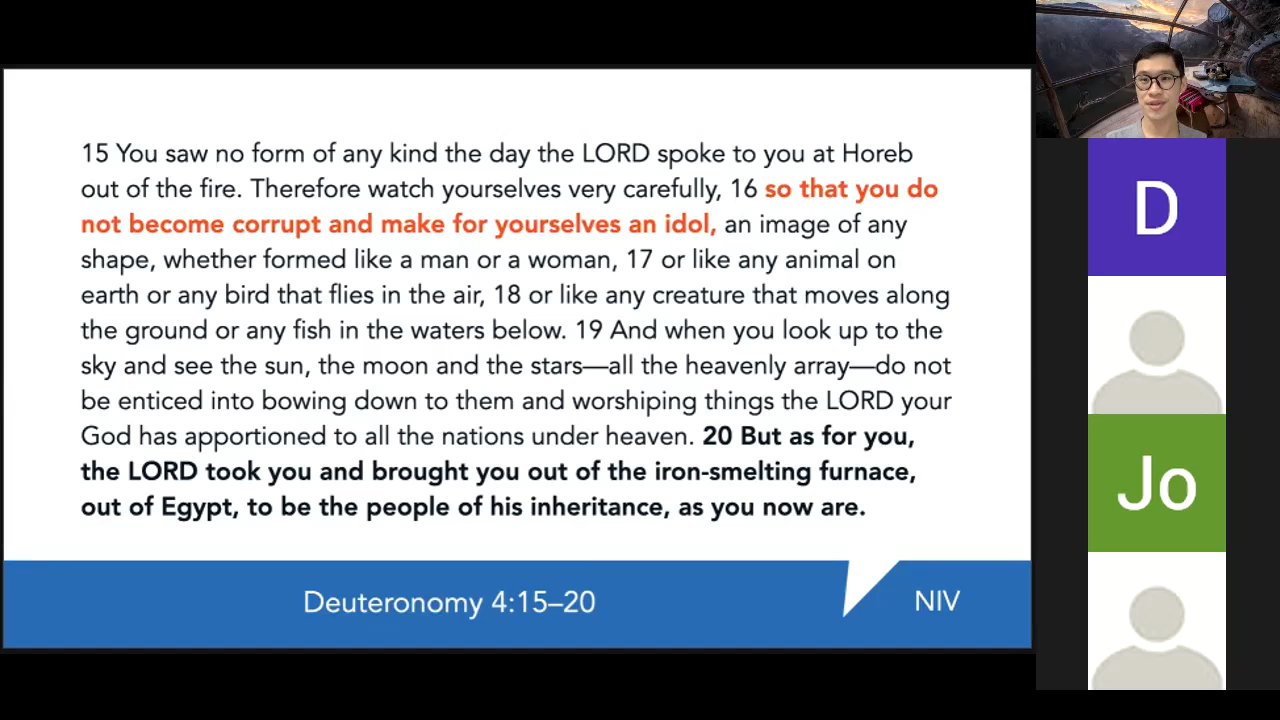 15 You saw no form of any kind the day the LORD spoke to you at Horeb
out of the fire. Therefore watch yourselves very carefully, 16 so that you do
not become corrupt and make for yourselves an idol, an image of any
shape, whether formed like a man or a woman, 17 or like any animal on
earth or any bird that flies in the air, 18 or like any creature that moves along
the ground or any fish in the waters below. 19 And when you look up to the
sky and see the sun, the moon and the stars—all the heavenly array—do not
be enticed into bowing down to them and worshiping things the LORD your
God has apportioned to all the nations under heaven. 20 But as for you,
the LORD took you and brought you out of the iron-smelting furnace,
out of Egypt, to be the people of his inheritance, as you now are.
Deuteronomy 4:15–20
NIV
D
Jo